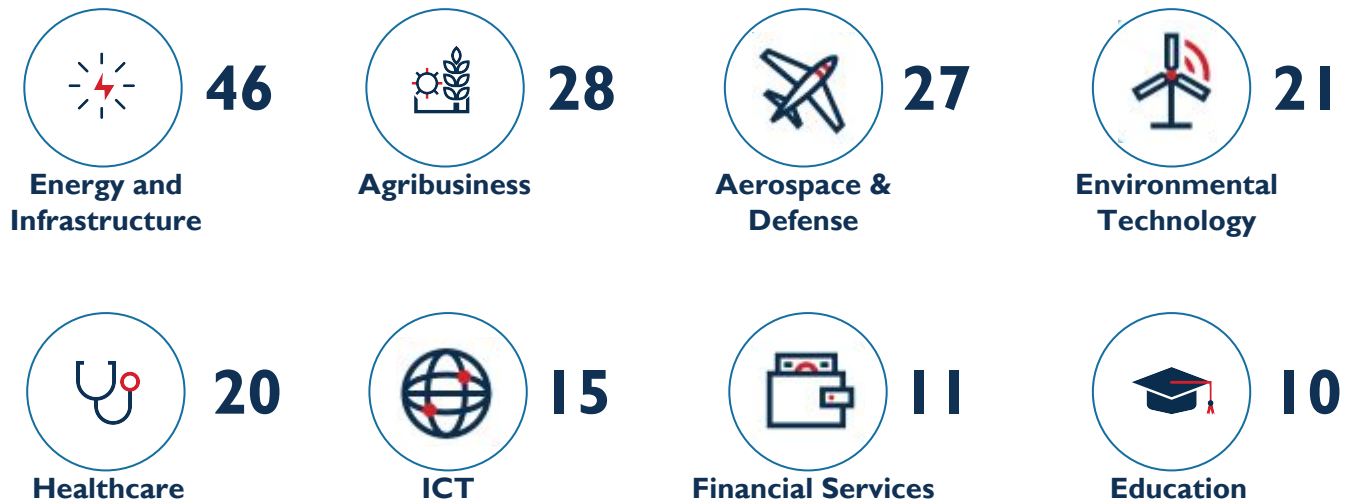 46
28
27
21
Energy and
Infrastructure
Agribusiness
Aerospace &
Defense
Environmental
Technology
20
15
11
10
Healthcare
ICT
Financial Services
Education